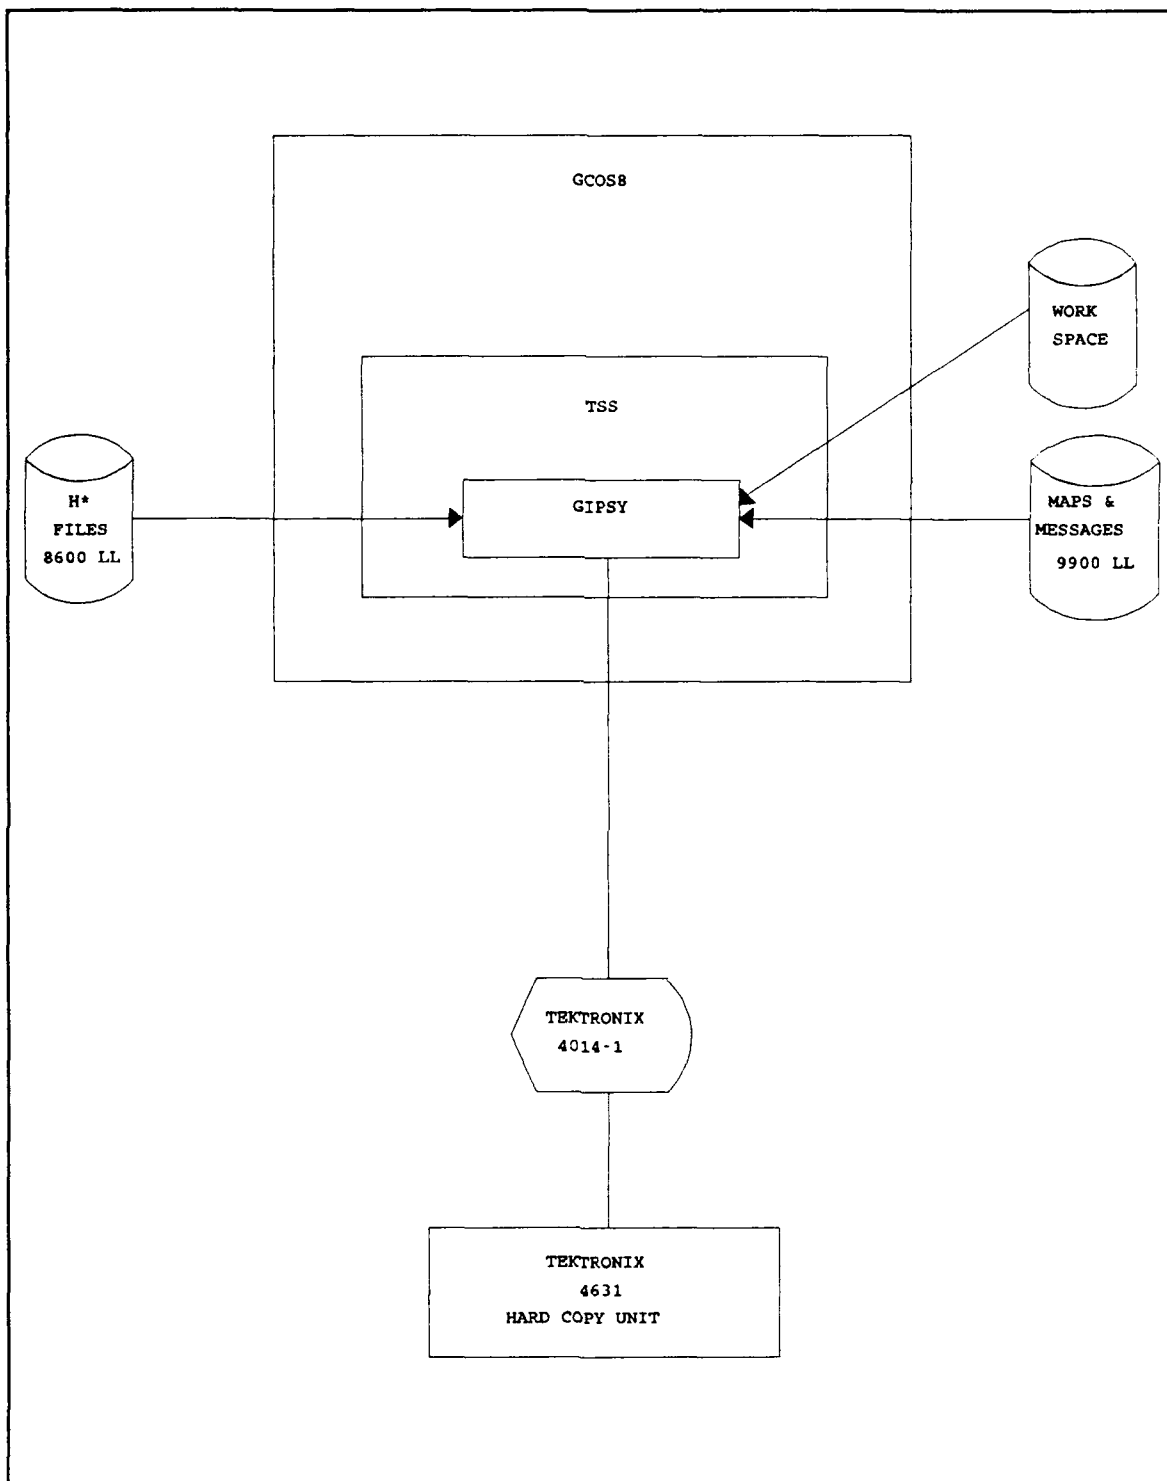 GCOS8
WORK
SPACE
TSS
H*
FILES
8600 LL
GIPSY
MAPS &
MESSAGES
9900 LL
TEKTRONIX
4014-1
TEKTRONIX
4631
HARD COPY UNIT